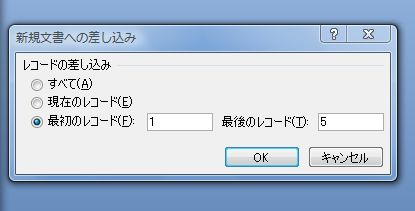 新規文書への差し込み
レコードの差し込み
すべて(A)
現在のレコード(E)
最初のレコード(F): 1 最後のレコード(T): 5
OK キャンセル